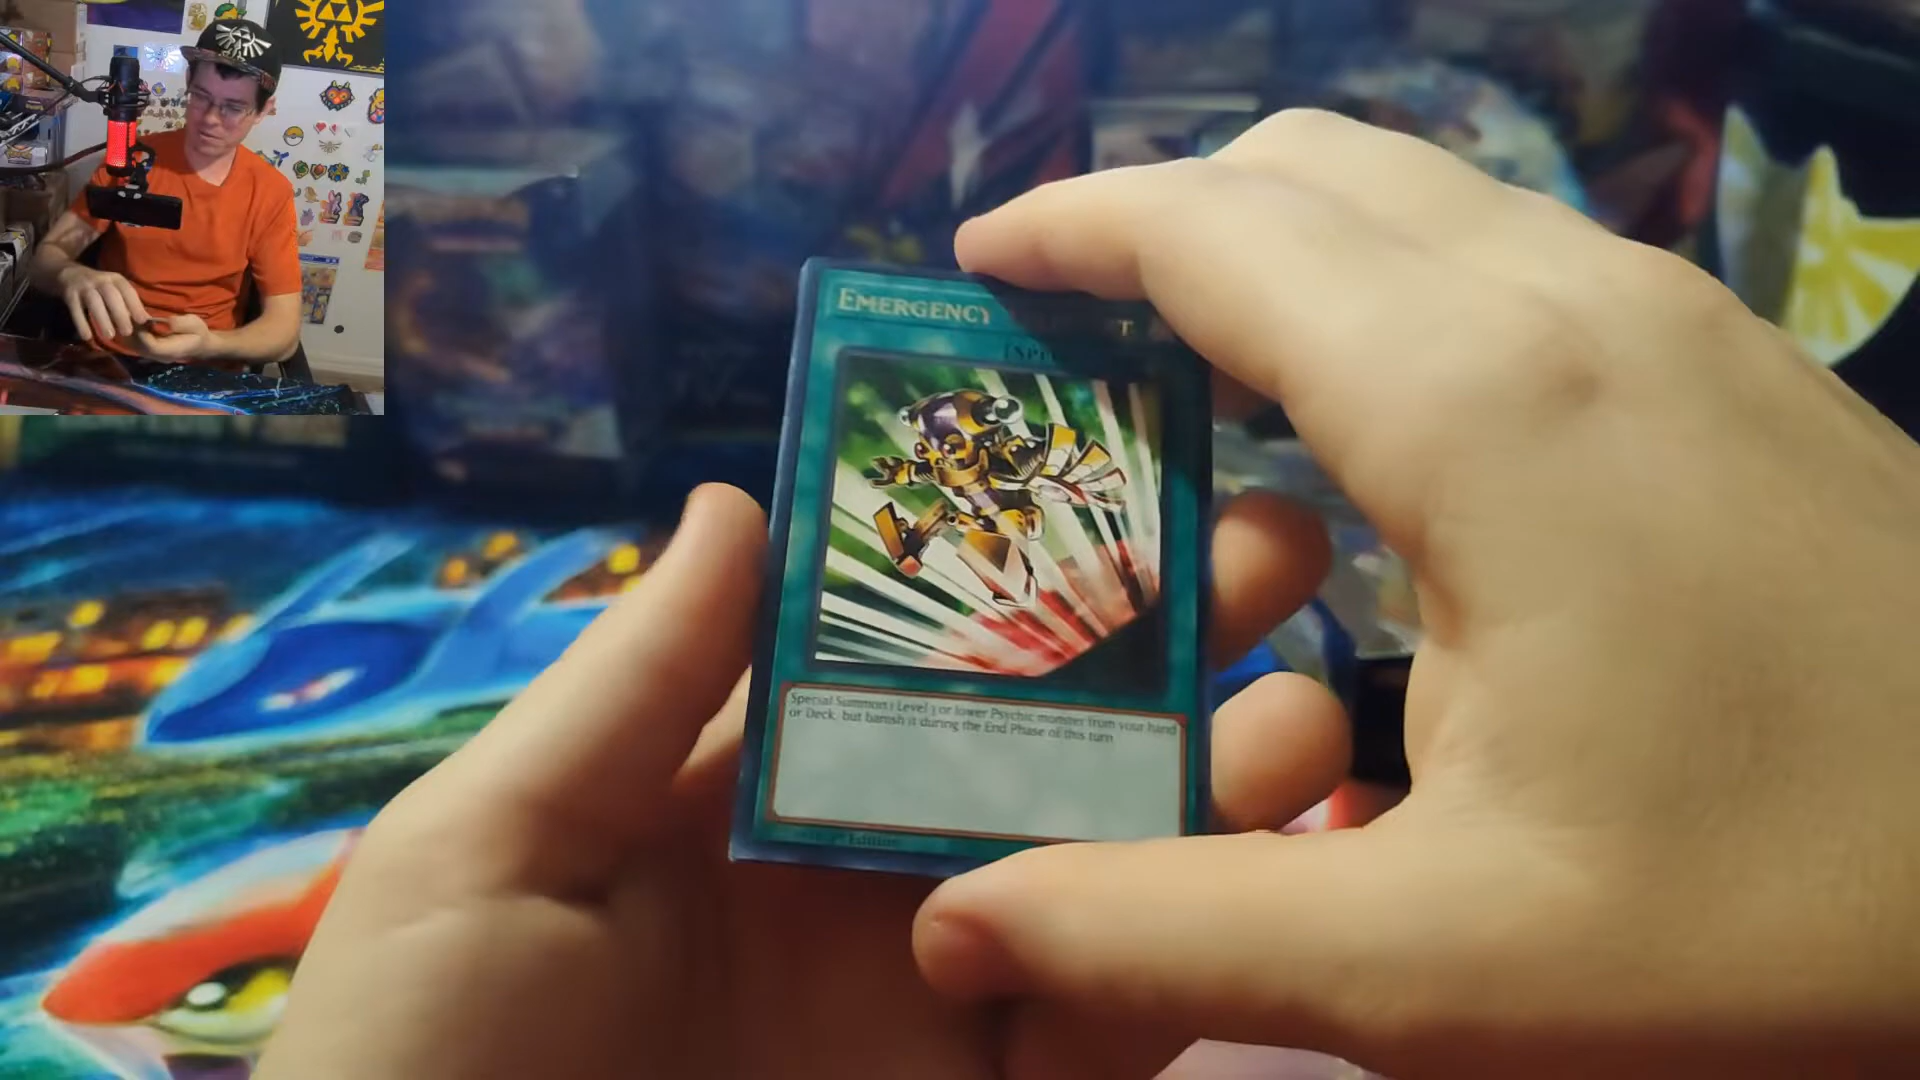 EMERGENCY
Special Summon 1 Level 3 or lower Psychic monster from your hand
or Deck, but banish it during the End Phase of this turn.
Edition